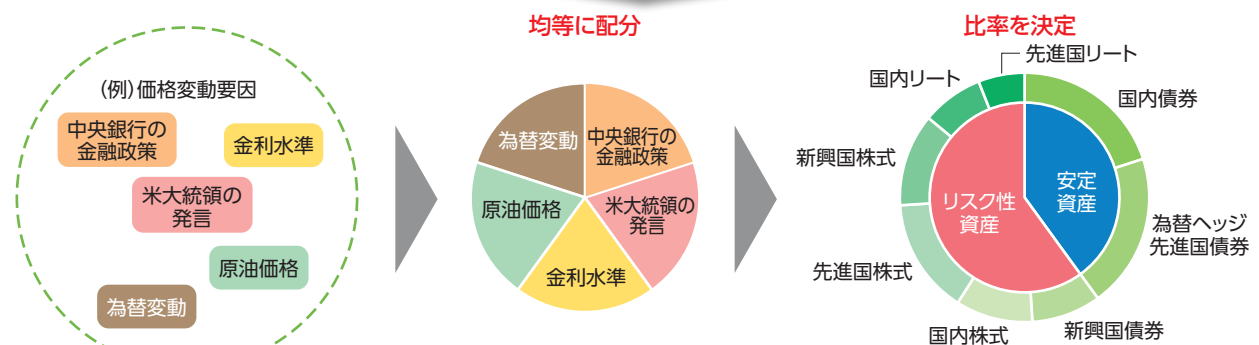 均等に配分
比率を決定
(例)価格変動要因
中央銀行の
金融政策
金利水準
米大統領の
発言
原油価格
為替変動
為替変動
中央銀行の
金融政策
原油価格
米大統領の
発言
金利水準
先進国リート
国内リート
国内債券
新興国株式
リスク性
資産
安定
資産
為替ヘッジ
先進国債券
先進国株式
国内株式
新興国債券